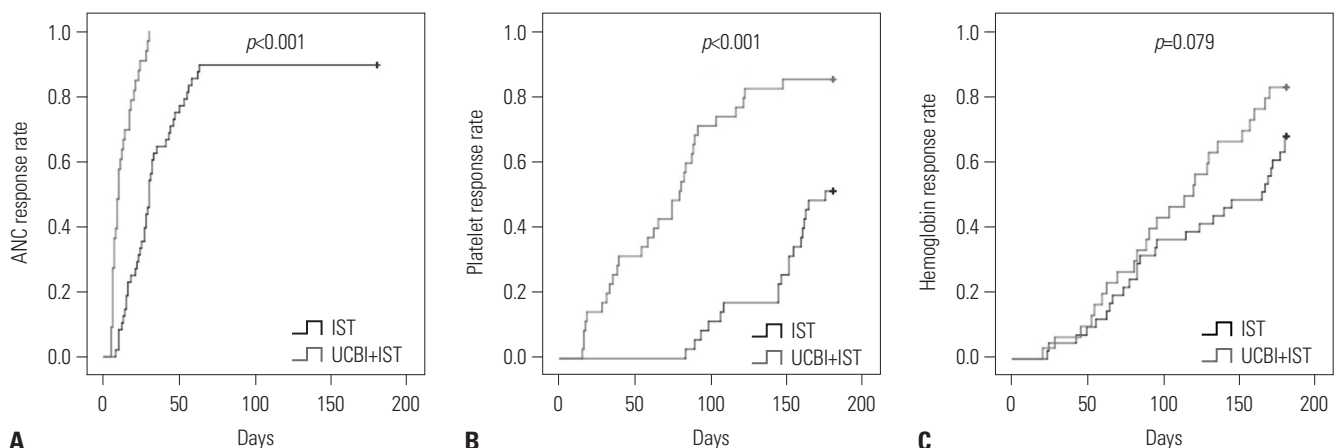 ANC response rate
1.0
0.8
0.6
0.4
0.2
0.0
p<0.001
IST
UCBI+IST
0 50 100 150 200
Days
A
Platelet response rate
1.0
0.8
0.6
0.4
0.2
0.0
p<0.001
IST
UCBI+IST
0 50 100 150 200
Days
B
Hemoglobin response rate
1.0
0.8
0.6
0.4
0.2
0.0
p=0.079
IST
UCBI+IST
0 50 100 150 200
Days
C